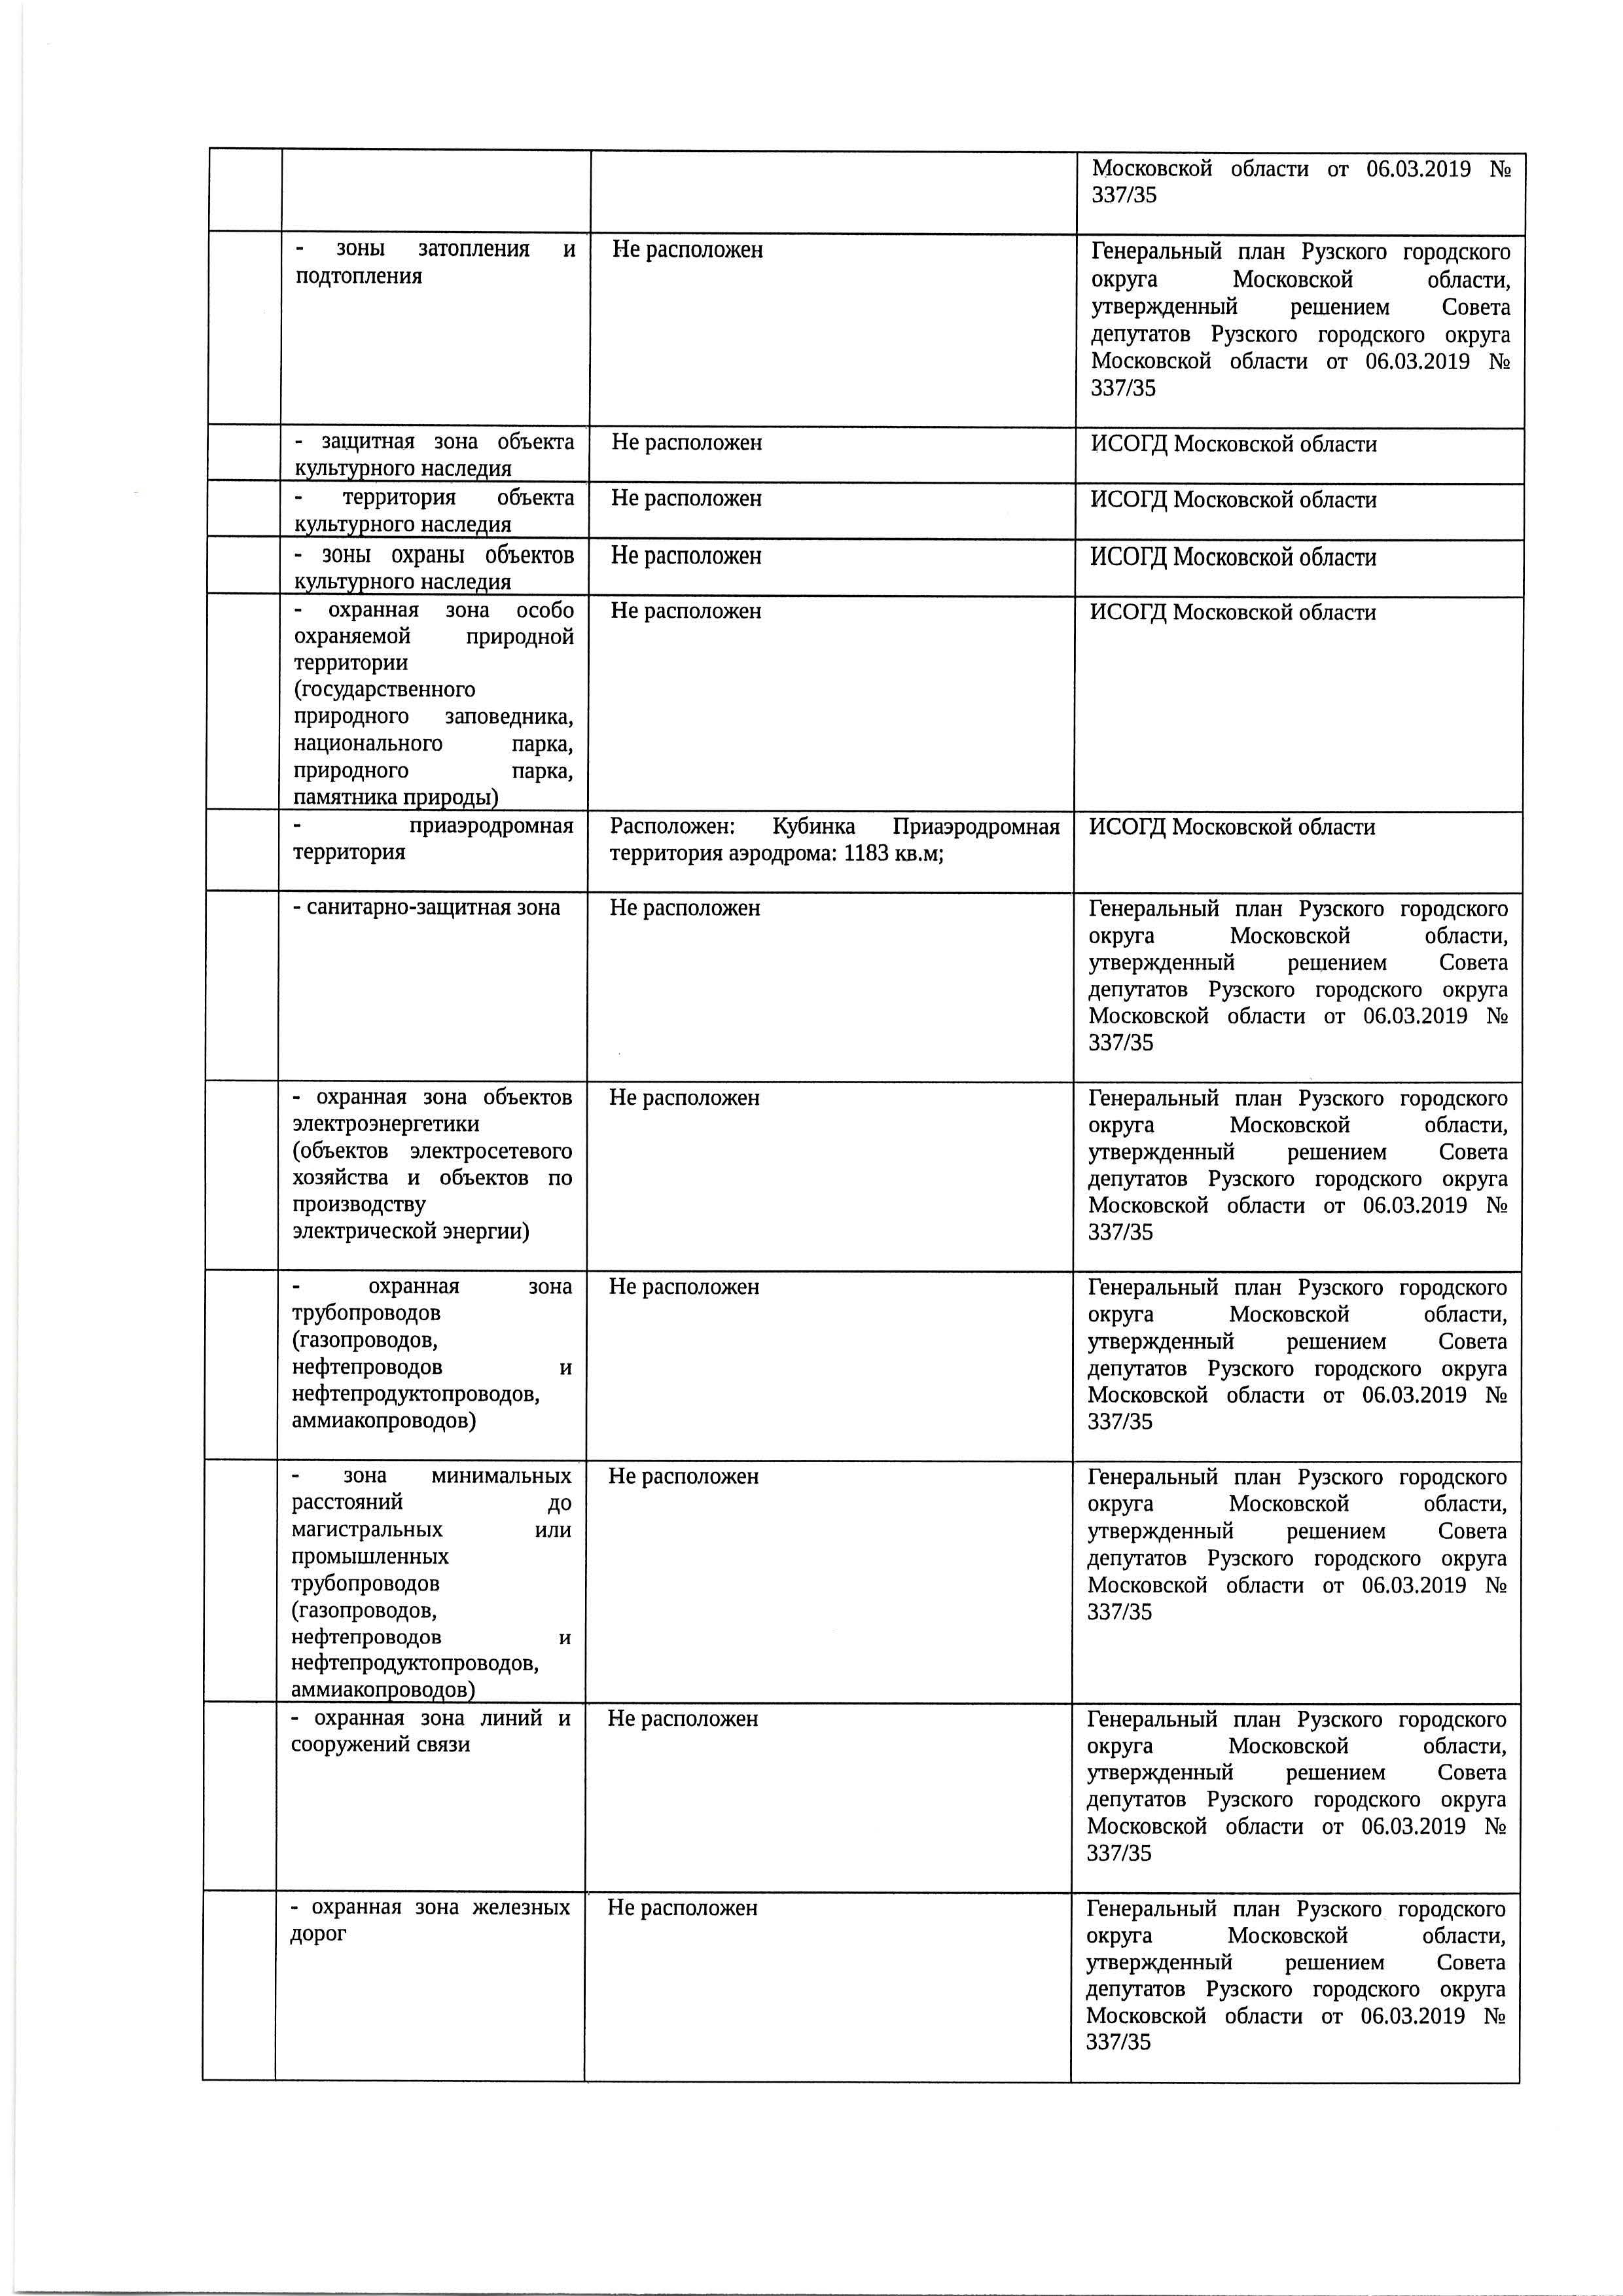 Московской области от 06.03.2019 №
337/35
- зоны затопления и
подтопления
Не расположен
Генеральный план Рузского городского
округа Московской области,
утвержденный решением Совета
депутатов Рузского городского округа
Московской области от 06.03.2019 №
337/35
- защитная зона объекта
культурного наследия
Не расположен
ИСОГД Московской области
- территория объекта
культурного наследия
Не расположен
ИСОГД Московской области
- зоны охраны объектов
культурного наследия
Не расположен
ИСОГД Московской области
- охранная зона особо
охраняемой природной
территории
(государственного
природного заповедника,
национального парка,
природного парка,
памятника природы)
Не расположен
ИСОГД Московской области
- приаэродромная
территория
Расположен: Кубинка Приаэродромная
территория аэродрома: 1183 кв.м;
ИСОГД Московской области
- санитарно-защитная зона
Не расположен
Генеральный план Рузского городского
округа Московской области,
утвержденный решением Совета
депутатов Рузского городского округа
Московской области от 06.03.2019 №
337/35
- охранная зона объектов
электроэнергетики
(объектов электросетевого
хозяйства и объектов по
производству
электрической энергии)
Не расположен
Генеральный план Рузского городского
округа Московской области,
утвержденный решением Совета
депутатов Рузского городского округа
Московской области от 06.03.2019 №
337/35
- охранная зона
трубопроводов
(газопроводов,
нефтепроводов и
нефтепродуктопроводов,
аммиакопроводов)
Не расположен
Генеральный план Рузского городского
округа Московской области,
утвержденный решением Совета
депутатов Рузского городского округа
Московской области от 06.03.2019 №
337/35
- зона минимальных
расстояний до
магистральных или
промышленных
трубопроводов
(газопроводов,
нефтепроводов и
нефтепродуктопроводов,
аммиакопроводов)
Не расположен
Генеральный план Рузского городского
округа Московской области,
утвержденный решением Совета
депутатов Рузского городского округа
Московской области от 06.03.2019 №
337/35
- охранная зона линий и
сооружений связи
Не расположен
Генеральный план Рузского городского
округа Московской области,
утвержденный решением Совета
депутатов Рузского городского округа
Московской области от 06.03.2019 №
337/35
- охранная зона железных
дорог
Не расположен
Генеральный план Рузского городского
округа Московской области,
утвержденный решением Совета
депутатов Рузского городского округа
Московской области от 06.03.2019 №
337/35